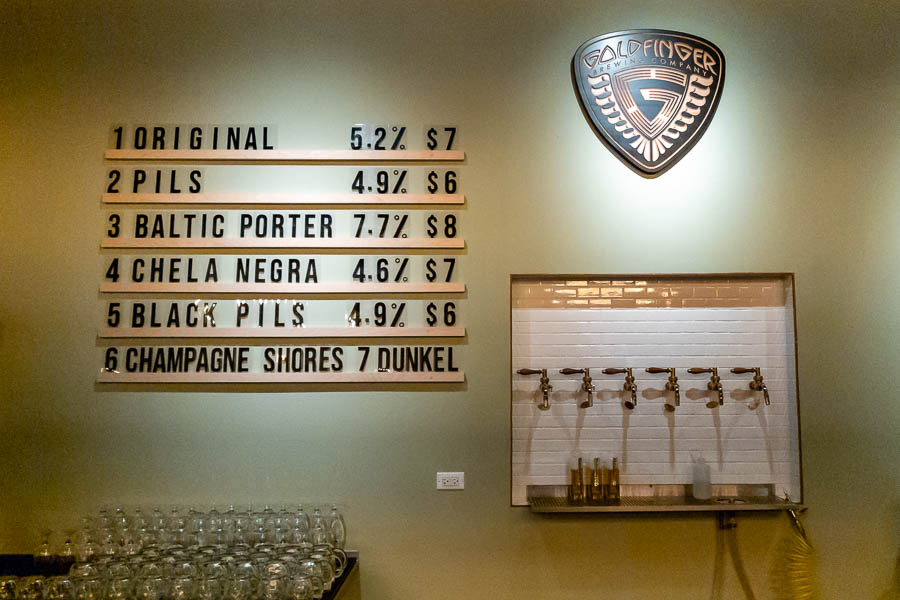 1 ORIGINAL 5.2% $7
2 PILS 4.9% $6
3 BALTIC PORTER 7.7% $8
4 CHELA NEGRA 4.6% $7
5 BLACK PIL$ 4.9% $6
6 CHAMPAGNE SHORES 7 DUNKEL
GOLDFINGER
BREWING COMPANY
G